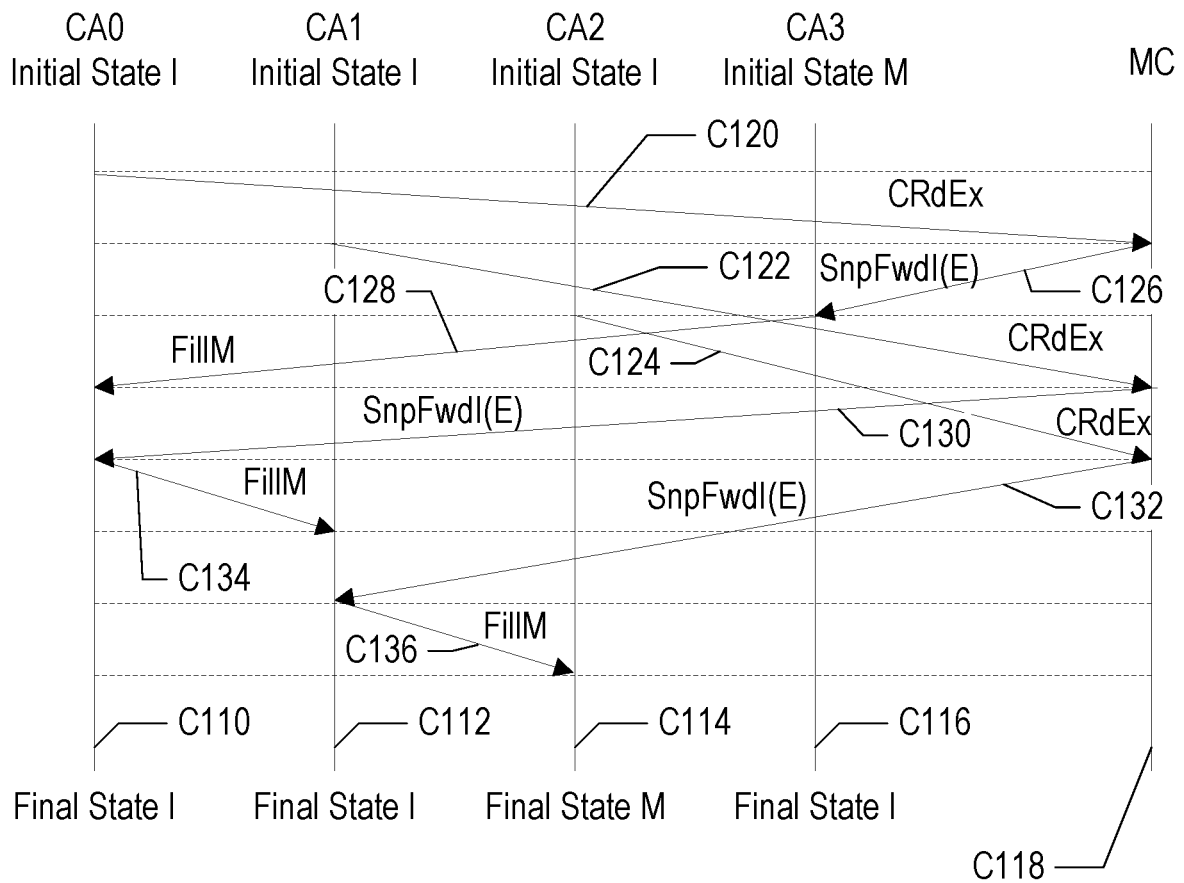 CA0
Initial State I
CA1
Initial State I
CA2
Initial State I
CA3
Initial State M
MC
C120
CRdEx
C122
SnpFwdI(E)
C126
C128
FillM
C124
CRdEx
SnpFwdI(E)
C130
CRdEx
FillM
SnpFwdI(E)
C132
C134
FillM
C136
C110
C112
C114
C116
Final State I
Final State I
Final State M
Final State I
C118